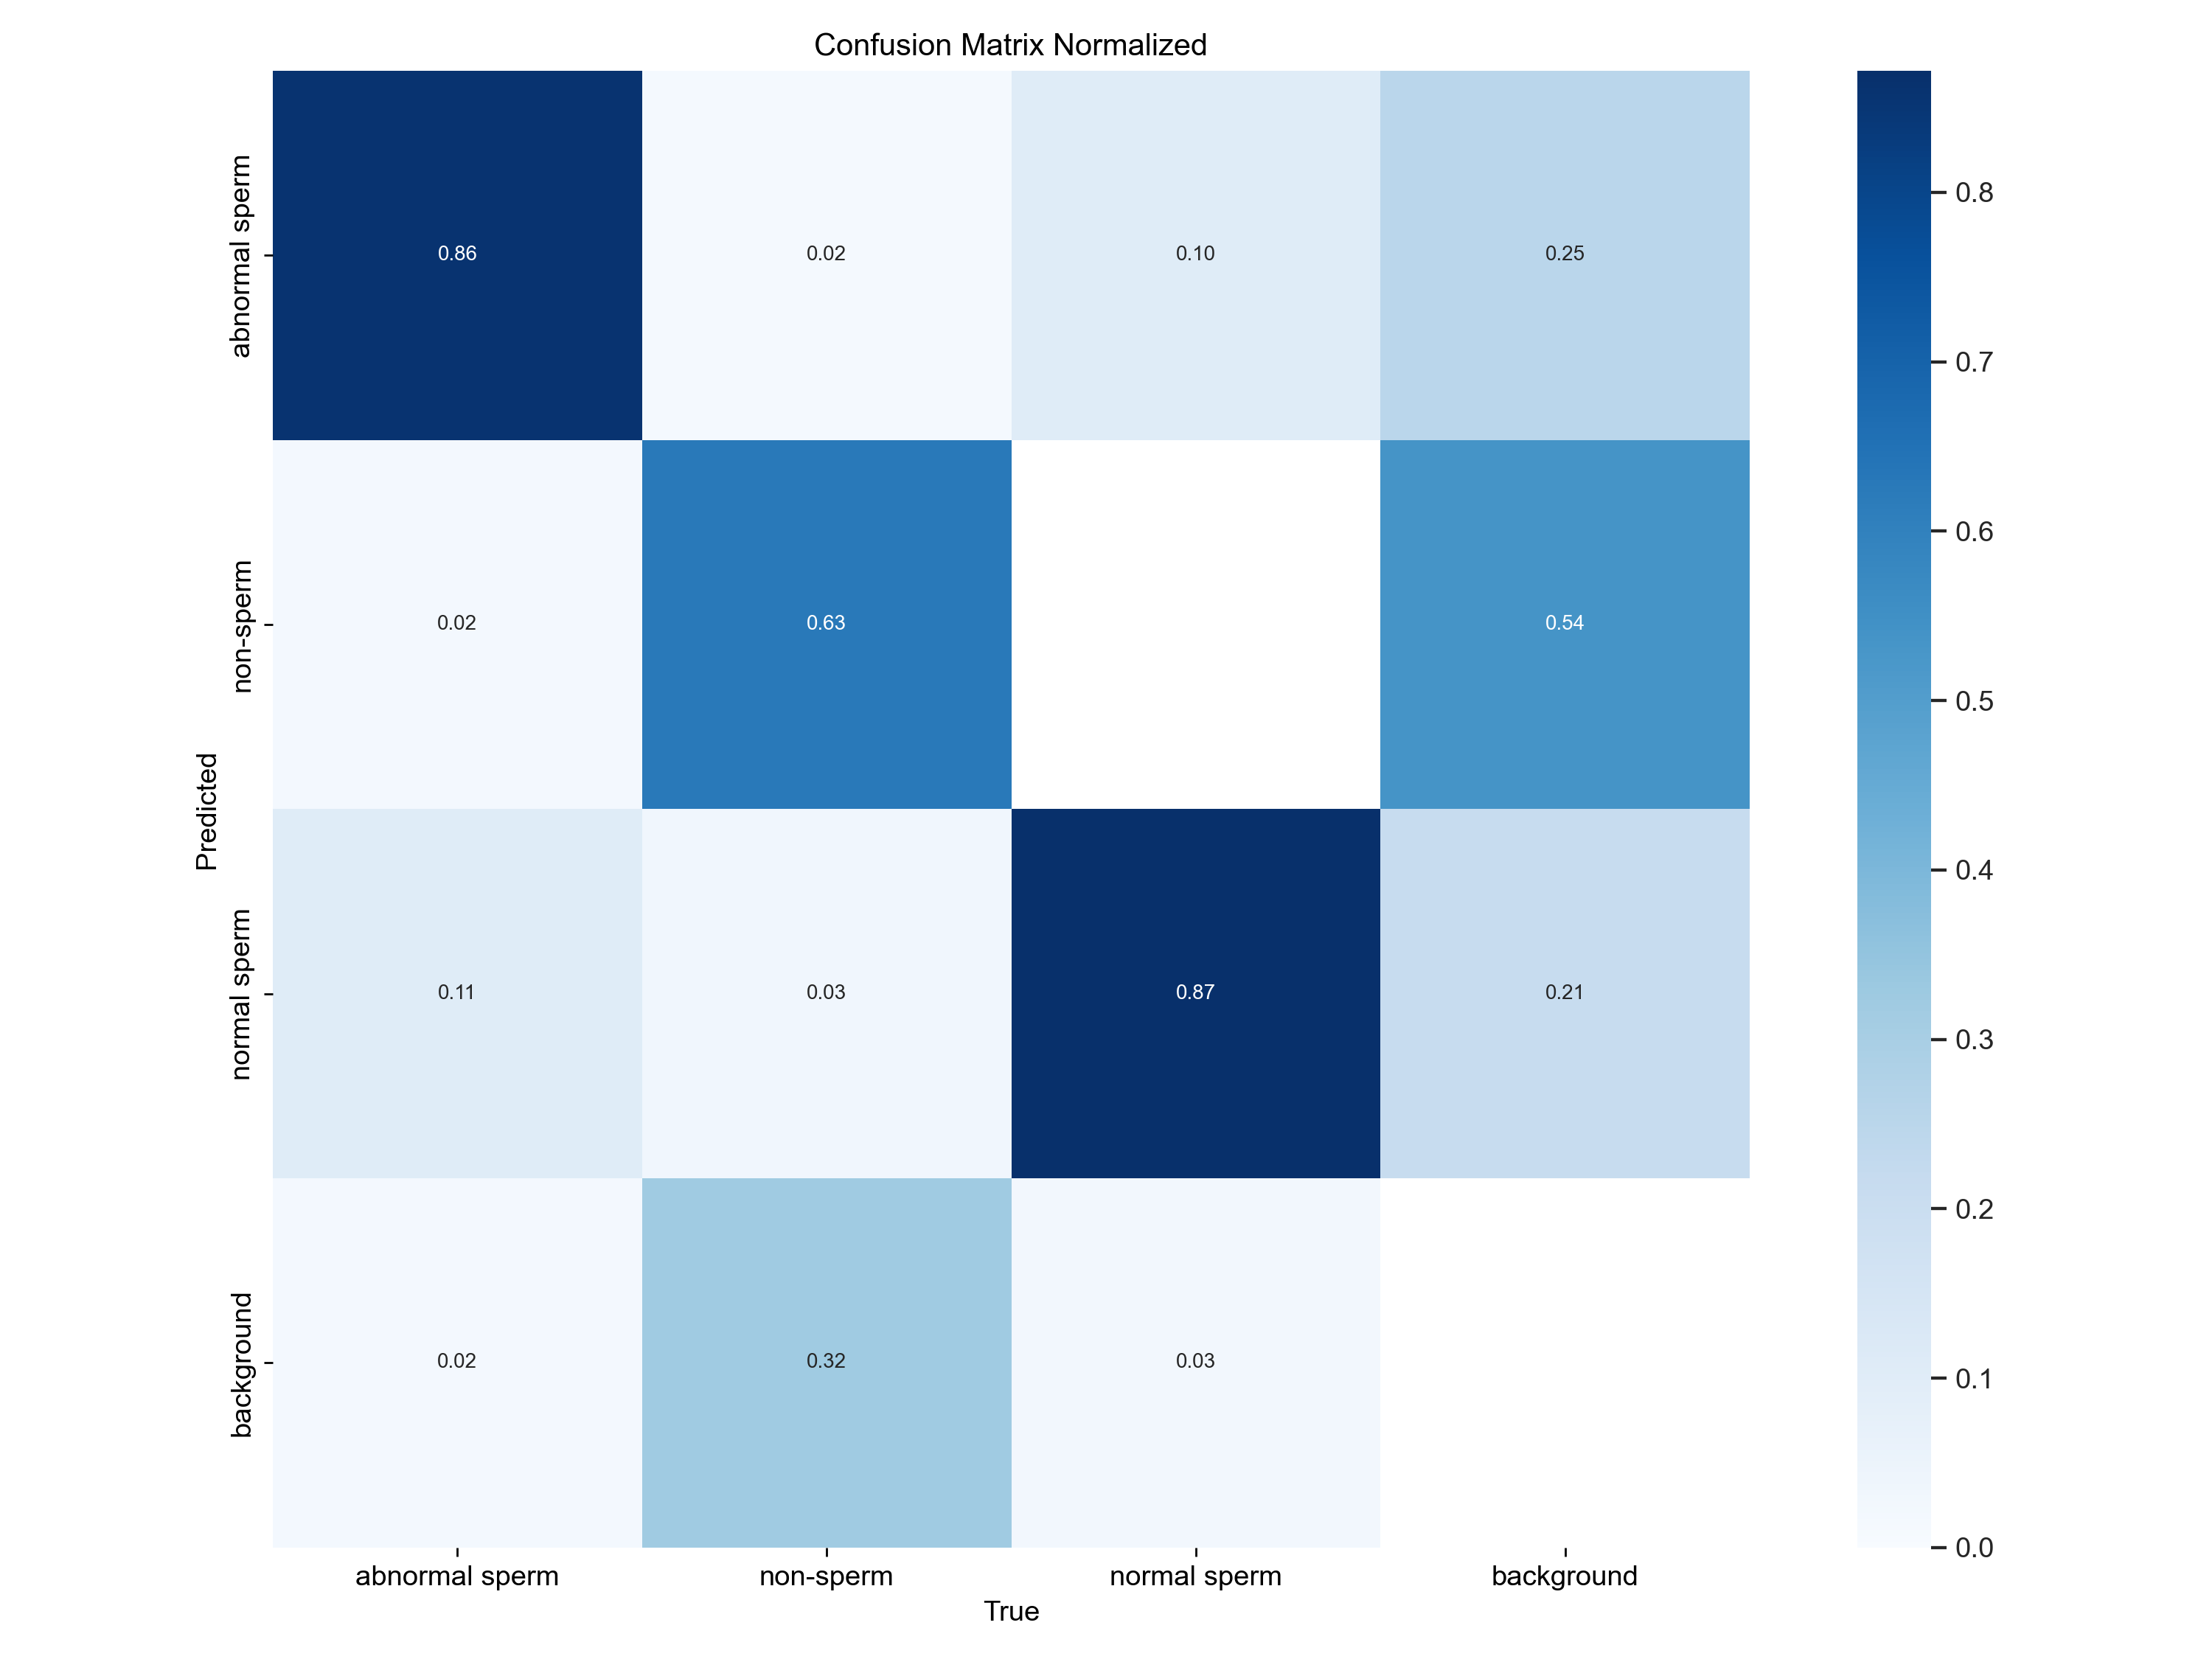 Confusion Matrix Normalized
Predicted
abnormal sperm
0.86 0.02 0.10 0.25
non-sperm
0.02 0.63 0.54
normal sperm
0.11 0.03 0.87 0.21
background
0.02 0.32 0.03
abnormal sperm non-sperm normal sperm background
True
0.8
0.7
0.6
0.5
0.4
0.3
0.2
0.1
0.0